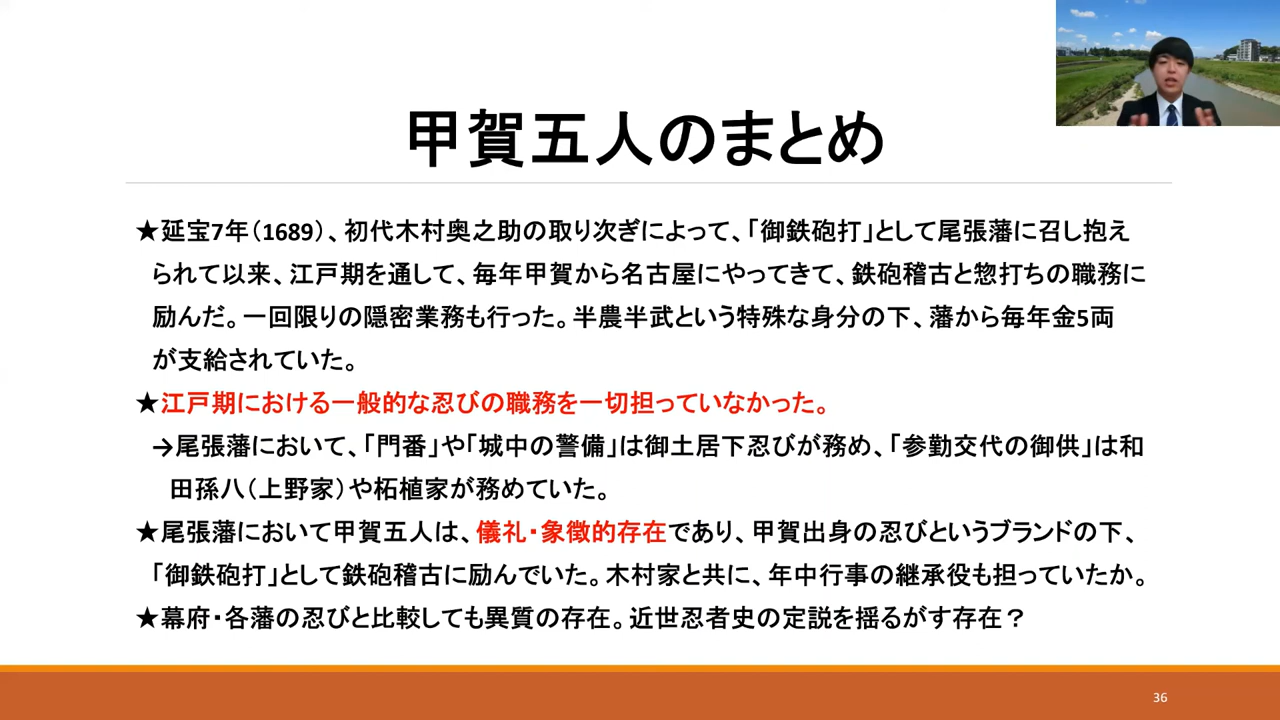 甲賀五人のまとめ
★延宝7年（1689）、初代木村奥之助の取り次ぎによって、「御鉄砲打」として尾張藩に召し抱え
られて以来、江戸期を通して、毎年甲賀から名古屋にやってきて、鉄砲稽古と惣打ちの職務に
励んだ。一回限りの隠密業務も行った。半農半武という特殊な身分の下、藩から毎年金5両
が支給されていた。
★江戸期における一般的な忍びの職務を一切担っていなかった。
→尾張藩において、「門番」や「城中の警備」は御土居下忍びが務め、「参勤交代の御供」は和
田孫八（上野家）や柘植家が務めていた。
★尾張藩において甲賀五人は、儀礼・象徴的存在であり、甲賀出身の忍びというブランドの下、
「御鉄砲打」として鉄砲稽古に励んでいた。木村家と共に、年中行事の継承役も担っていたか。
★幕府・各藩の忍びと比較しても異質の存在。近世忍者史の定説を揺るがす存在？
36